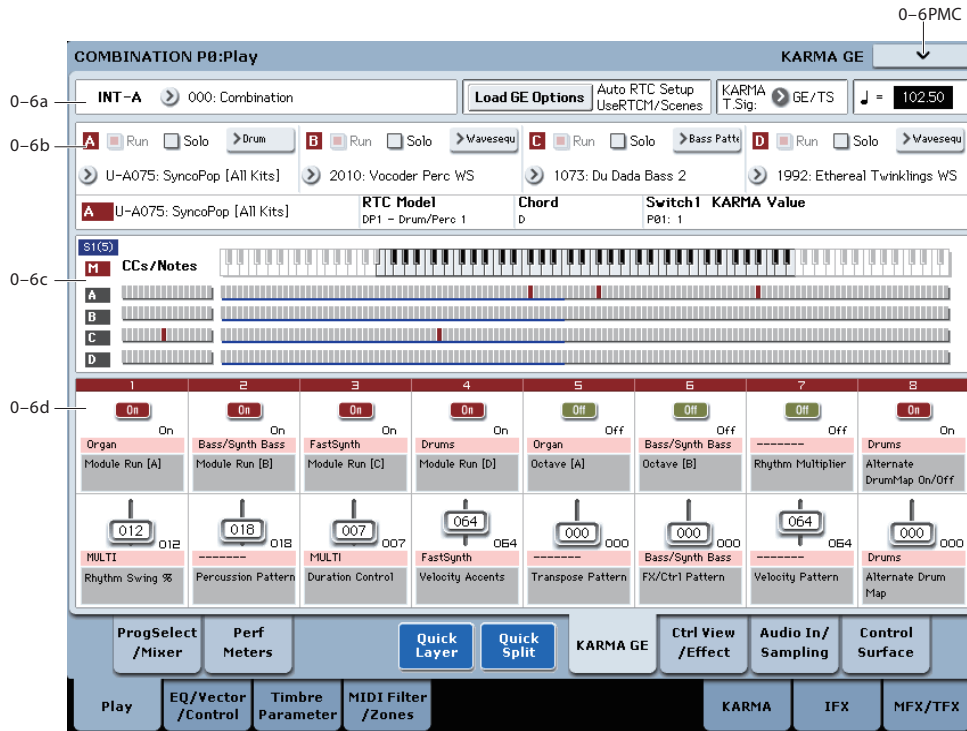 0–6PMC
COMBINATION P0:Play
KARMA GE
0–6a
INT-A
000: Combination
Load GE Options
Auto RTC Setup
UseRTCM/Scenes
KARMA
T.Sig:
GE/TS
♩ =
102.50
0–6b
A Run Solo Drum
B Run Solo Wavesequ
C Run Solo Bass Patte
D Run Solo Wavesequ
U-A075: SyncoPop [All Kits]
2010: Vocoder Perc WS
1073: Du Dada Bass 2
1992: Ethereal Twinklings WS
A U-A075: SyncoPop [All Kits]
RTC Model
DP1 - Drum/Perc 1
Chord
D
Switch1 KARMA Value
P01: 1
0–6c
S1(5)
M CCs/Notes
A
B
C
D
0–6d
1 2 3 4 5 6 7 8
On On On On Off Off Off On
On On On On Off Off Off On
Organ Bass/Synth Bass FastSynth Drums Organ Bass/Synth Bass ------- Drums
Module Run [A] Module Run [B] Module Run [C] Module Run [D] Octave [A] Octave [B] Rhythm Multiplier Alternate
DrumMap On/Off
012 018 007 064 000 000 064 000
012 018 007 064 000 000 064 000
MULTI ------- MULTI FastSynth ------- Bass/Synth Bass ------- Drums
Rhythm Swing % Percussion Pattern Duration Control Velocity Accents Transpose Pattern FX/Ctrl Pattern Velocity Pattern Alternate Drum
Map
ProgSelect
/Mixer
Perf
Meters
Quick
Layer
Quick
Split
KARMA GE
Ctrl View
/Effect
Audio In/
Sampling
Control
Surface
Play
EQ/Vector
/Control
Timbre
Parameter
MIDI Filter
/Zones
KARMA
IFX
MFX/TFX